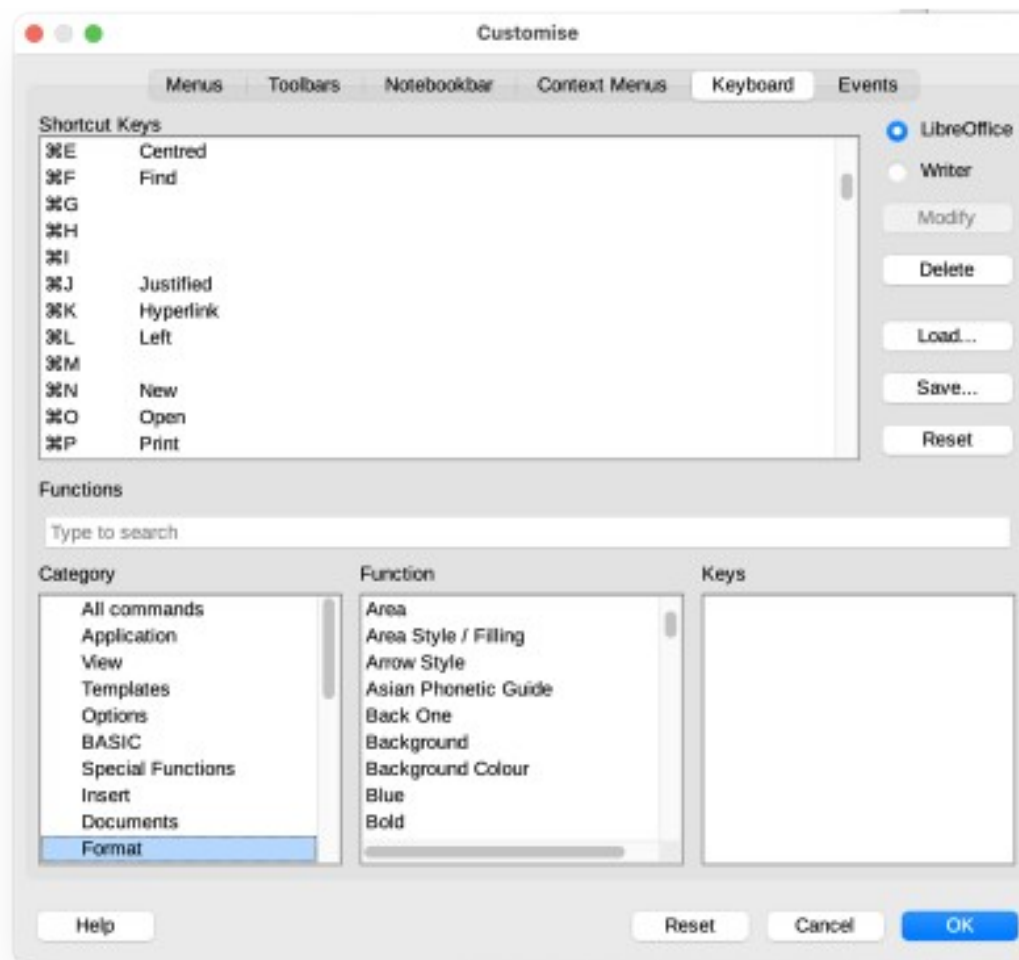 Customise
Menus Toolbars Notebookbar Context Menus Keyboard Events
Shortcut Keys
⌘E Centred
⌘F Find
⌘G
⌘H
⌘I
⌘J Justified
⌘K Hyperlink
⌘L Left
⌘M
⌘N New
⌘O Open
⌘P Print
LibreOffice
Writer
Modify
Delete
Load...
Save...
Reset
Functions
Type to search
Category
All commands
Application
View
Templates
Options
BASIC
Special Functions
Insert
Documents
Format
Function
Area
Area Style / Filling
Arrow Style
Asian Phonetic Guide
Back One
Background
Background Colour
Blue
Bold
Keys
Help Reset Cancel OK